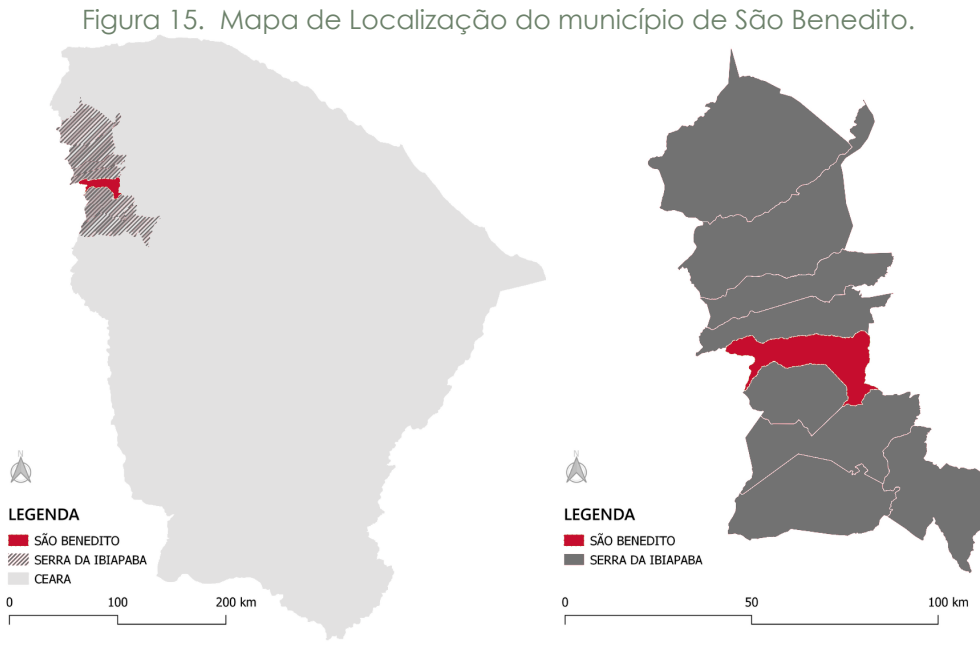 Figura 15. Mapa de Localização do município de São Benedito.
N
LEGENDA
SÃO BENEDITO
SERRA DA IBIAPABA
CEARA
0 100 200 km
N
LEGENDA
SÃO BENEDITO
SERRA DA IBIAPABA
0 50 100 km